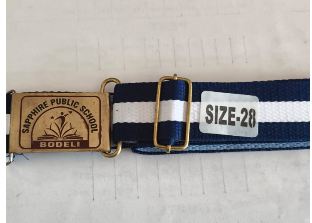 SAPPHIRE PUBLIC SCHOOL
BODELI
SIZE-28